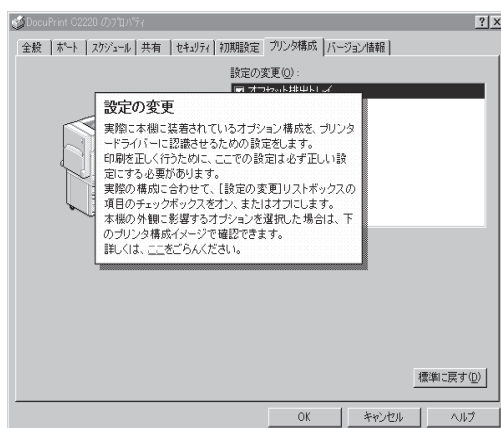 DocuPrint C2220 のプロパティ
全般 ポート スケジュール 共有 セキュリティ 初期設定 プリンタ構成 バージョン情報
設定の変更(O):
オフセット排出トレイ
設定の変更
実際に本機に装着されているオプション構成を、プリンタ
ードライバーに認識させるための設定をします。
印刷を正しく行うために、ここでの設定は必ず正しい設
定にする必要があります。
実際の構成に合わせて、[設定の変更]リストボックスの
項目のチェックボックスをオン、またはオフにします。
本機の外観に影響するオプションを選択した場合は、下
のプリンタ構成イメージで確認できます。
詳しくは、ここをごらんください。
標準に戻す(D)
OK キャンセル ヘルプ